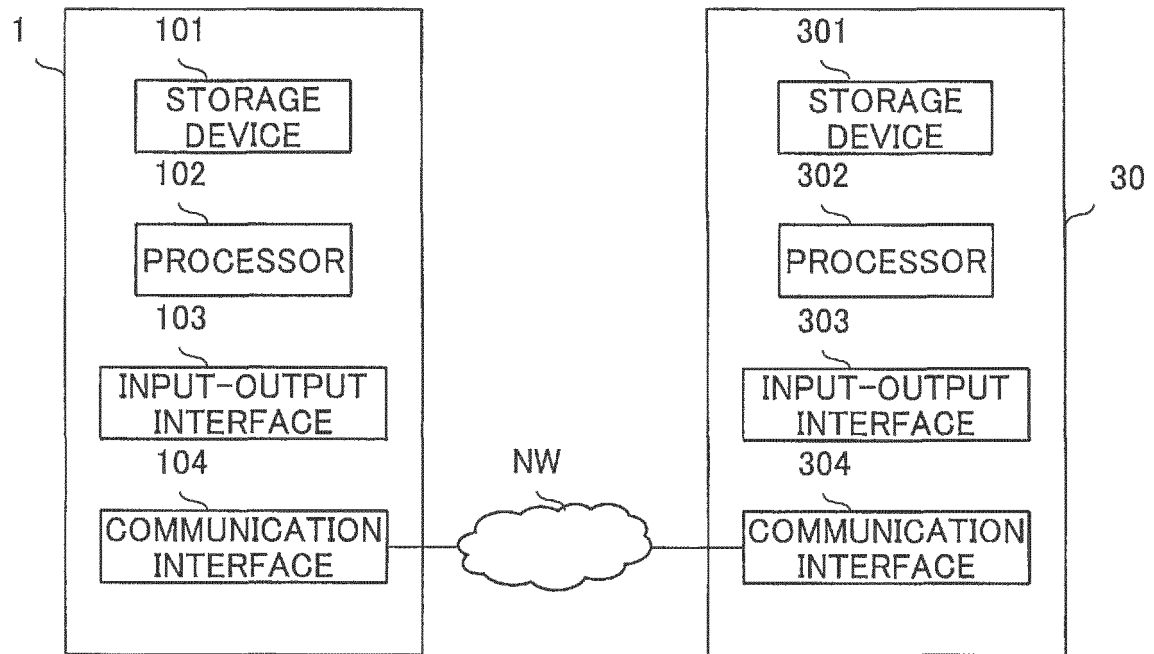 1
101
STORAGE
DEVICE
102
PROCESSOR
103
INPUT-OUTPUT
INTERFACE
104
COMMUNICATION
INTERFACE
NW
30
301
STORAGE
DEVICE
302
PROCESSOR
303
INPUT-OUTPUT
INTERFACE
304
COMMUNICATION
INTERFACE